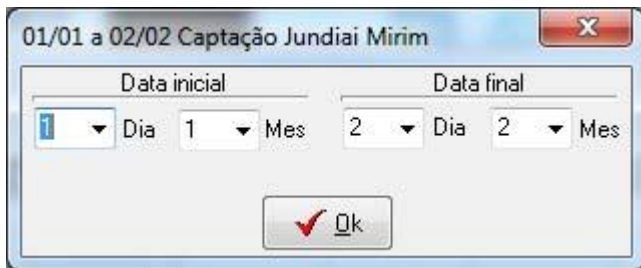 01/01 a 02/02 Captação Jundiai Mirim
Data inicial Data final
1 Dia 1 Mes 2 Dia 2 Mes
Ok